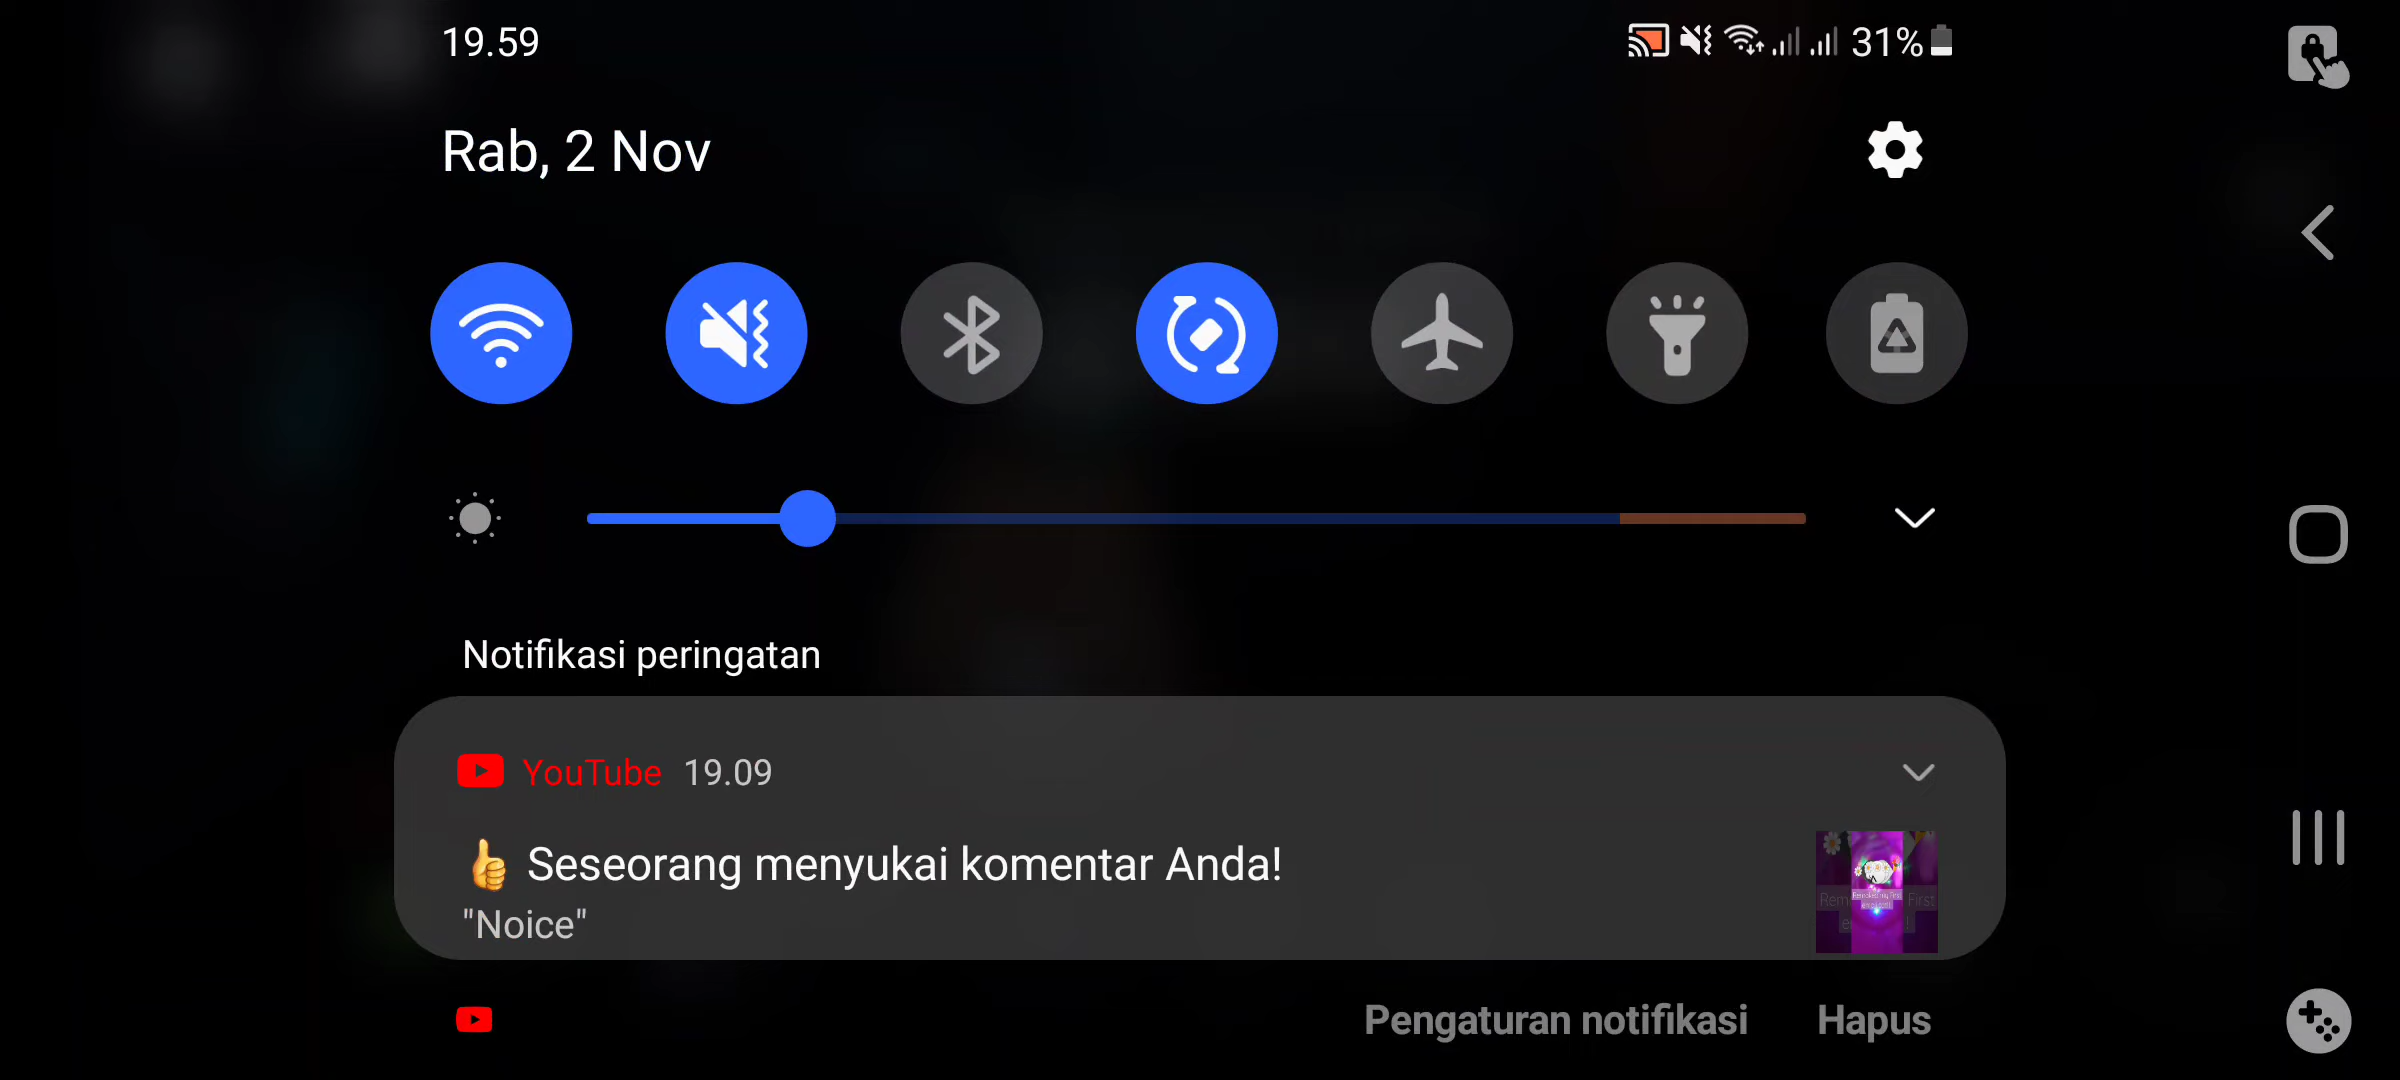 19.59
31%
Rab, 2 Nov
Notifikasi peringatan
YouTube 19.09
👍 Seseorang menyukai komentar Anda!
"Noice"
Pengaturan notifikasi Hapus